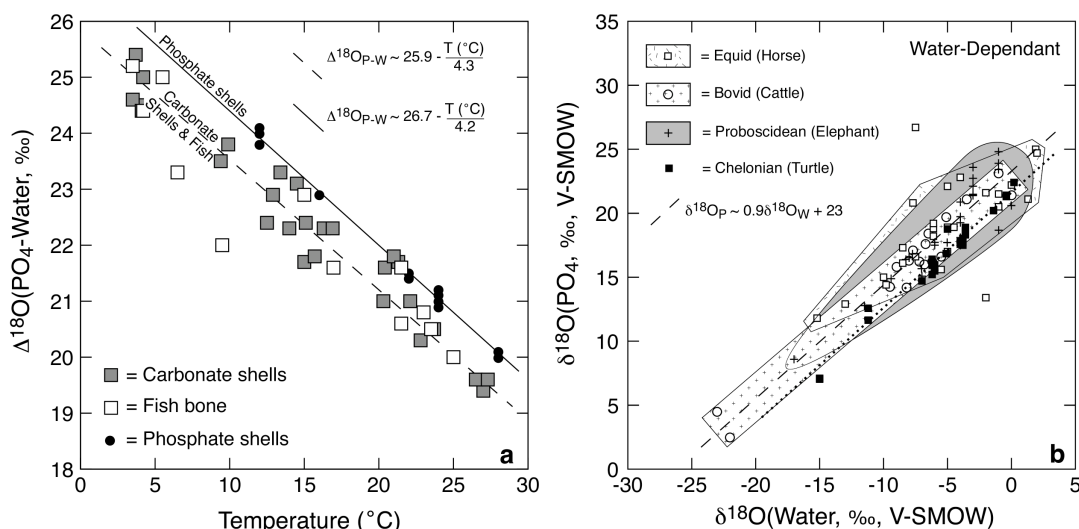 26
25
24
23
22
21
20
19
18
0
5
10
15
20
25
30
Δ18O(PO4-Water, ‰)
Temperature (°C)
Phosphate shells
Carbonate
Shells & Fish
Δ18OP-W ~ 25.9 - T (°C)/4.3
Δ18OP-W ~ 26.7 - T (°C)/4.2
= Carbonate shells
= Fish bone
= Phosphate shells
a
35
30
25
20
15
10
5
0
-30
-25
-20
-15
-10
-5
0
5
δ18O(PO4, ‰, V-SMOW)
δ18O(Water, ‰, V-SMOW)
Water-Dependant
= Equid (Horse)
= Bovid (Cattle)
= Proboscidean (Elephant)
= Chelonian (Turtle)
δ18OP ~ 0.9δ18OW + 23
b